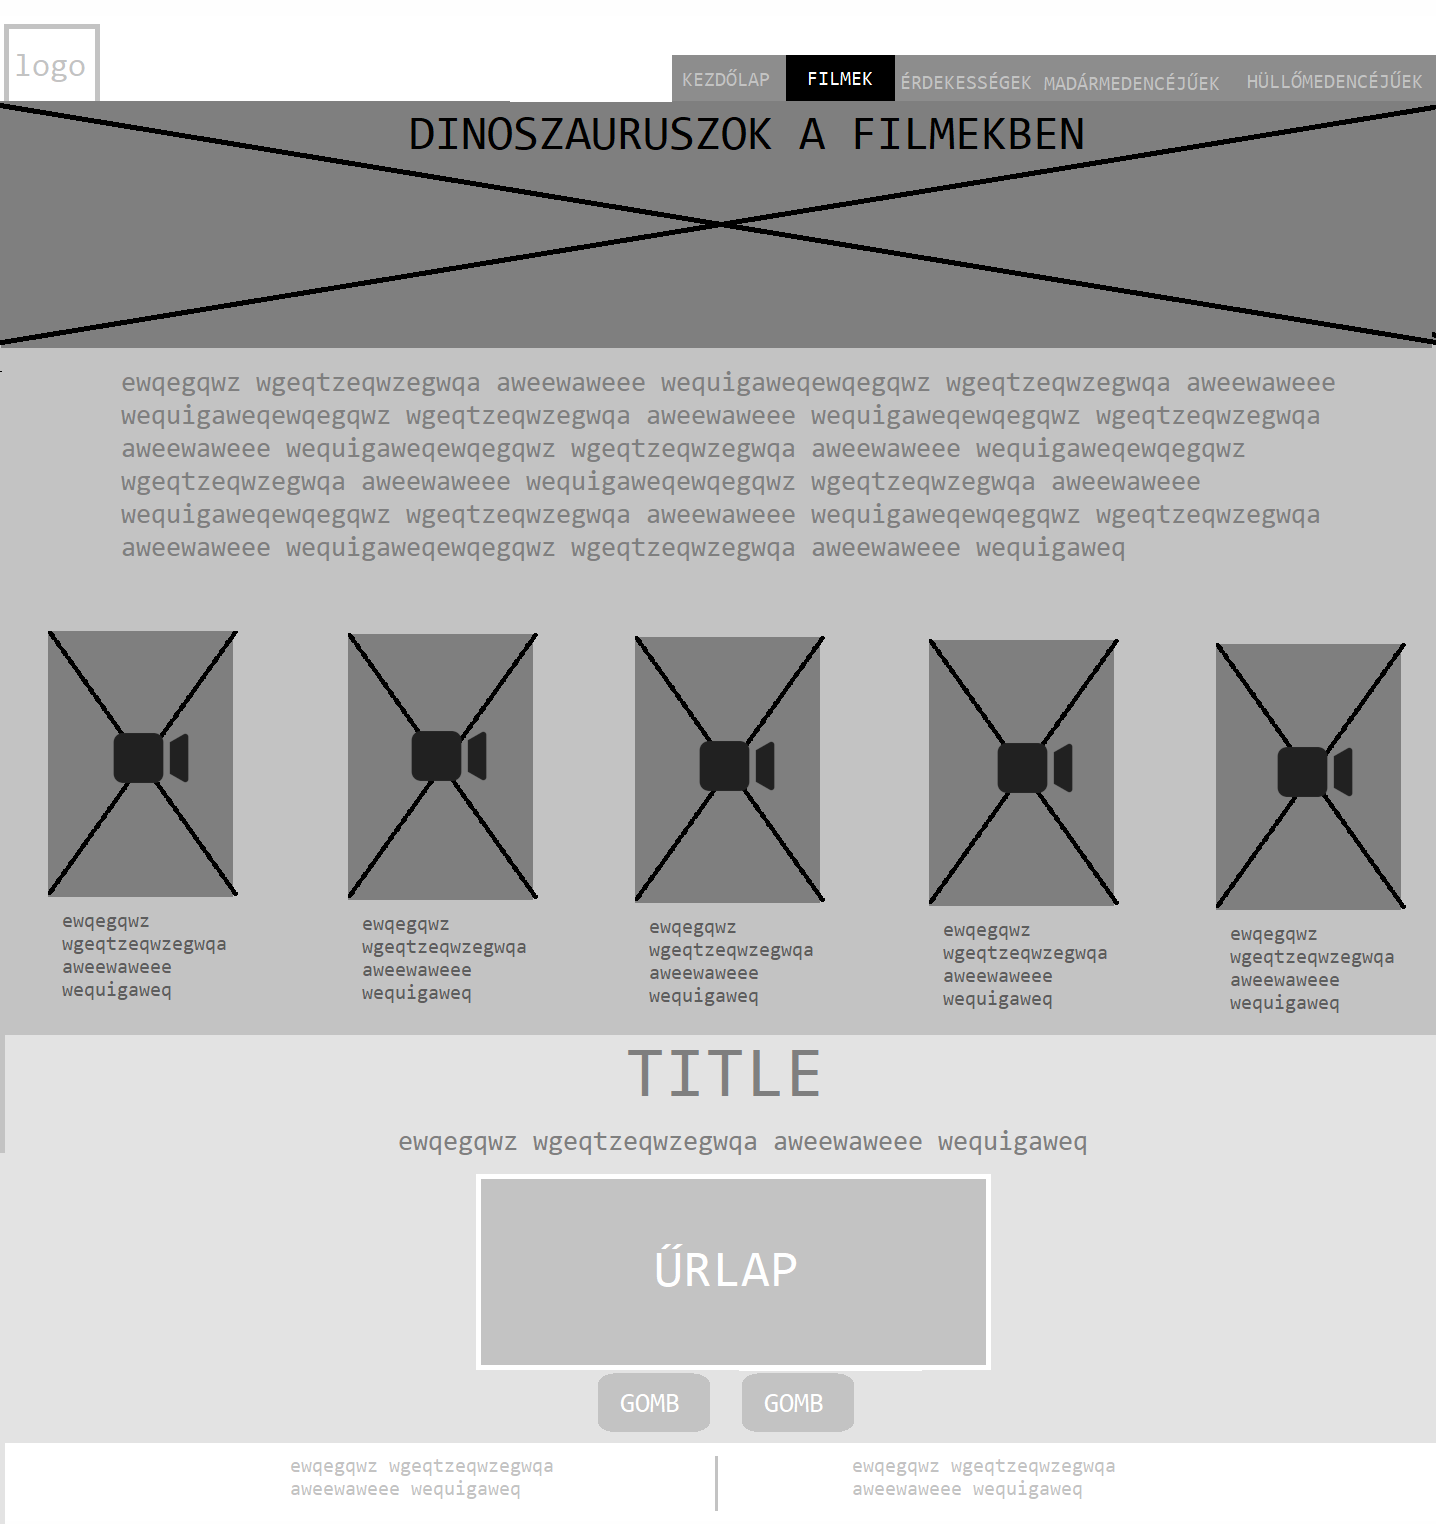 logo
KEZDŐLAP FILMEK ÉRDEKESSÉGEK MADÁRMEDENCÉJŰEK HÜLLŐMEDENCÉJŰEK
DINOSZAURUSZOK A FILMEKBEN
ewqegqwz wgeqtzeqwzegwqa aweewaweee wequigaweqewqegqwz wgeqtzeqwzegwqa aweewaweee
wequigaweqewqegqwz wgeqtzeqwzegwqa aweewaweee wequigaweqewqegqwz wgeqtzeqwzegwqa
aweewaweee wequigaweqewqegqwz wgeqtzeqwzegwqa aweewaweee wequigaweqewqegqwz
wgeqtzeqwzegwqa aweewaweee wequigaweqewqegqwz wgeqtzeqwzegwqa aweewaweee
wequigaweqewqegqwz wgeqtzeqwzegwqa aweewaweee wequigaweqewqegqwz wgeqtzeqwzegwqa
aweewaweee wequigaweqewqegqwz wgeqtzeqwzegwqa aweewaweee wequigaweq
ewqegqwz
wgeqtzeqwzegwqa
aweewaweee
wequigaweq
ewqegqwz
wgeqtzeqwzegwqa
aweewaweee
wequigaweq
ewqegqwz
wgeqtzeqwzegwqa
aweewaweee
wequigaweq
ewqegqwz
wgeqtzeqwzegwqa
aweewaweee
wequigaweq
ewqegqwz
wgeqtzeqwzegwqa
aweewaweee
wequigaweq
TITLE
ewqegqwz wgeqtzeqwzegwqa aweewaweee wequigaweq
ŰRLAP
GOMB
GOMB
ewqegqwz wgeqtzeqwzegwqa
aweewaweee wequigaweq
ewqegqwz wgeqtzeqwzegwqa
aweewaweee wequigaweq